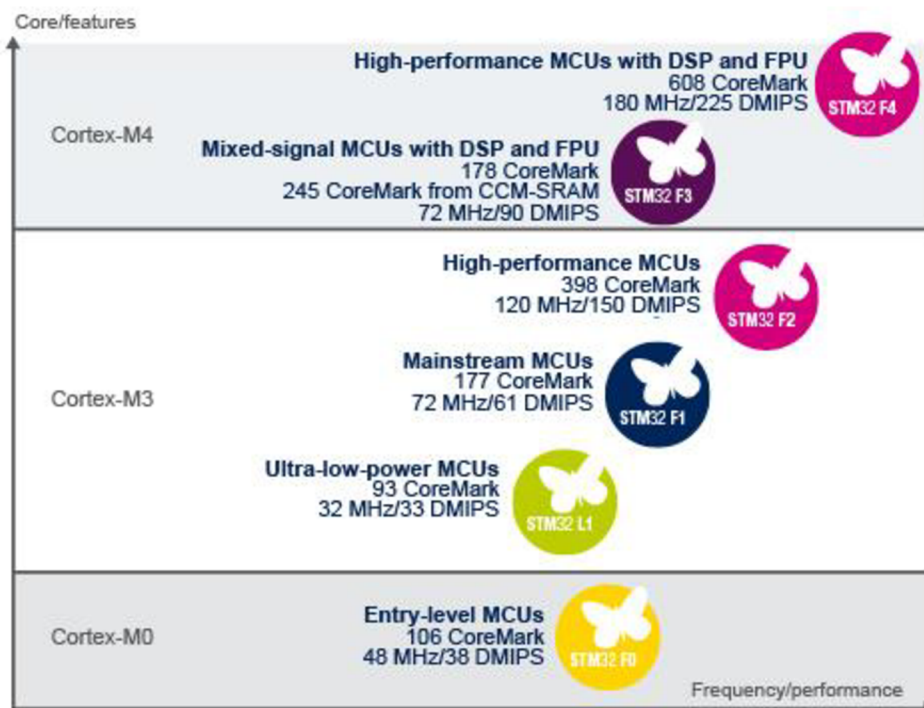 Core/features
High-performance MCUs with DSP and FPU
608 CoreMark
180 MHz/225 DMIPS
STM32 F4
Cortex-M4
Mixed-signal MCUs with DSP and FPU
178 CoreMark
245 CoreMark from CCM-SRAM
72 MHz/90 DMIPS
STM32 F3
High-performance MCUs
398 CoreMark
120 MHz/150 DMIPS
STM32 F2
Cortex-M3
Mainstream MCUs
177 CoreMark
72 MHz/61 DMIPS
STM32 F1
Ultra-low-power MCUs
93 CoreMark
32 MHz/33 DMIPS
STM32 L1
Cortex-M0
Entry-level MCUs
106 CoreMark
48 MHz/38 DMIPS
STM32 F0
Frequency/performance